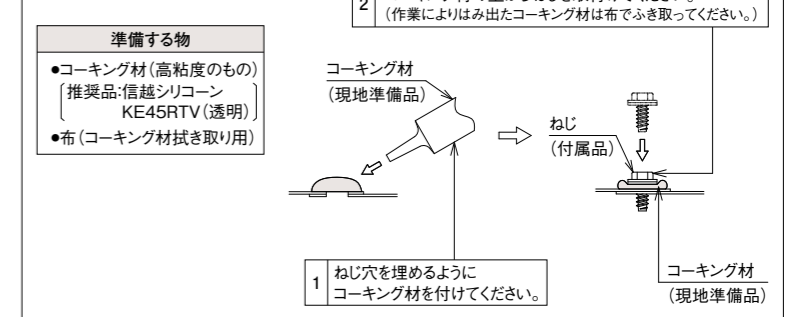 2
(作業によりはみ出たコーキング材は布でふき取ってください。)
準備する物
●コーキング材(高粘度のもの)
推奨品:信越シリコーン
KE45RTV(透明)
●布(コーキング材拭き取り用)
コーキング材
(現地準備品)
ねじ
(付属品)
1 ねじ穴を埋めるように
コーキング材を付けてください。
コーキング材
(現地準備品)